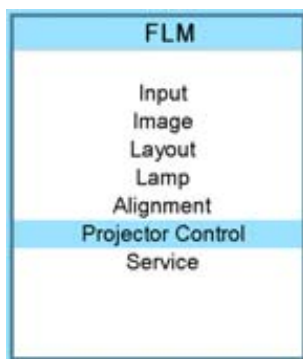 FLM
Input
Image
Layout
Lamp
Alignment
Projector Control
Service